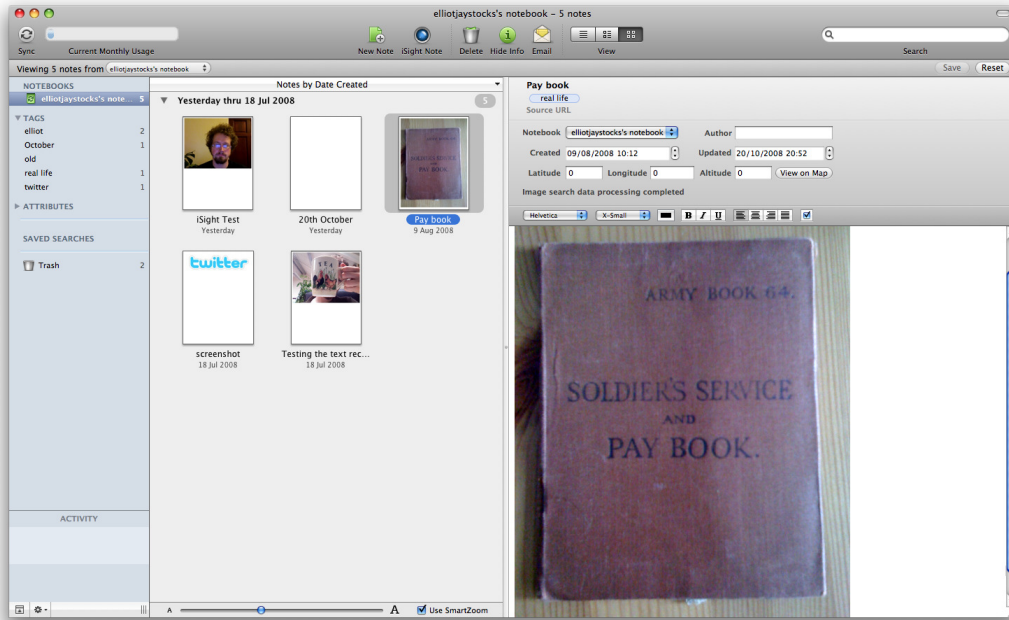 elliotjaystocks's notebook – 5 notes
Sync
Current Monthly Usage
New Note
iSight Note
Delete
Hide Info
Email
View
Search
Viewing 5 notes from elliotjaystocks's notebook
Save
Reset
NOTEBOOKS
elliotjaystocks's note... 5
TAGS
elliot 2
October 1
old
real life 1
twitter 1
ATTRIBUTES
SAVED SEARCHES
Trash 2
ACTIVITY
Notes by Date Created
Yesterday thru 18 Jul 2008 5
iSight Test
Yesterday
20th October
Yesterday
SOLDIER'S SERVICE
AND
PAY BOOK.
Pay book
9 Aug 2008
twitter
screenshot
18 Jul 2008
Testing the text rec...
18 Jul 2008
A
A
Use SmartZoom
Pay book
real life
Source URL
Notebook elliotjaystocks's notebook Author
Created 09/08/2008 10:12 Updated 20/10/2008 20:52
Latitude 0 Longitude 0 Altitude 0 View on Map
Image search data processing completed
Helvetica X-Small B I U
ARMY BOOK 64.
SOLDIER'S SERVICE
AND
PAY BOOK.